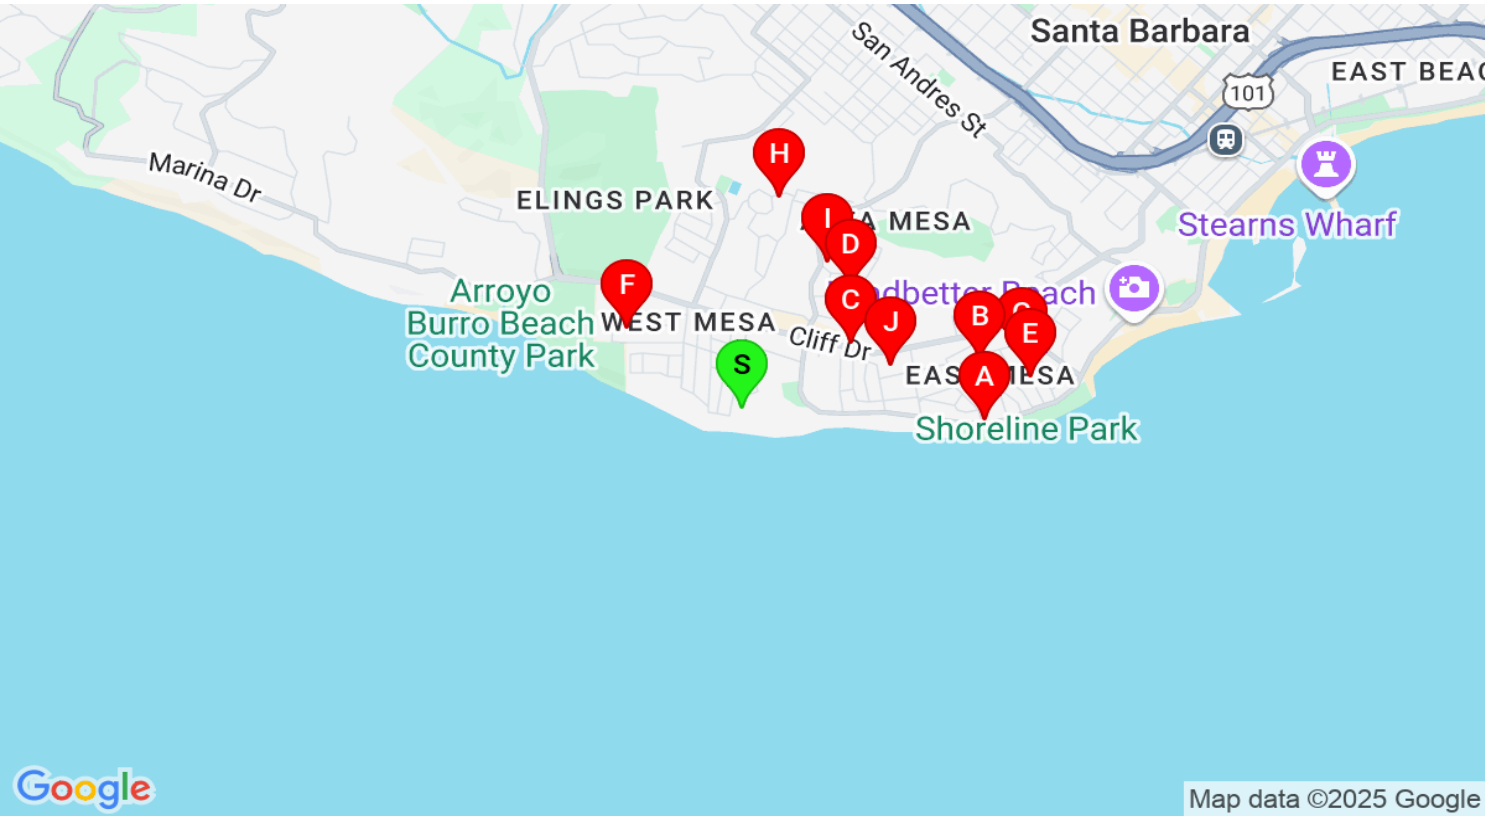 Santa Barbara
San Andres St
EAST BEAC
101
Marina Dr
H
ELINGS PARK
I
MESA
D
Stearns Wharf
F
Arroyo
Burro Beach
County Park
C
Beach
J
B
E
WEST MESA
Cliff Dr
S
A
Shoreline Park
Google
Map data ©2025 Google